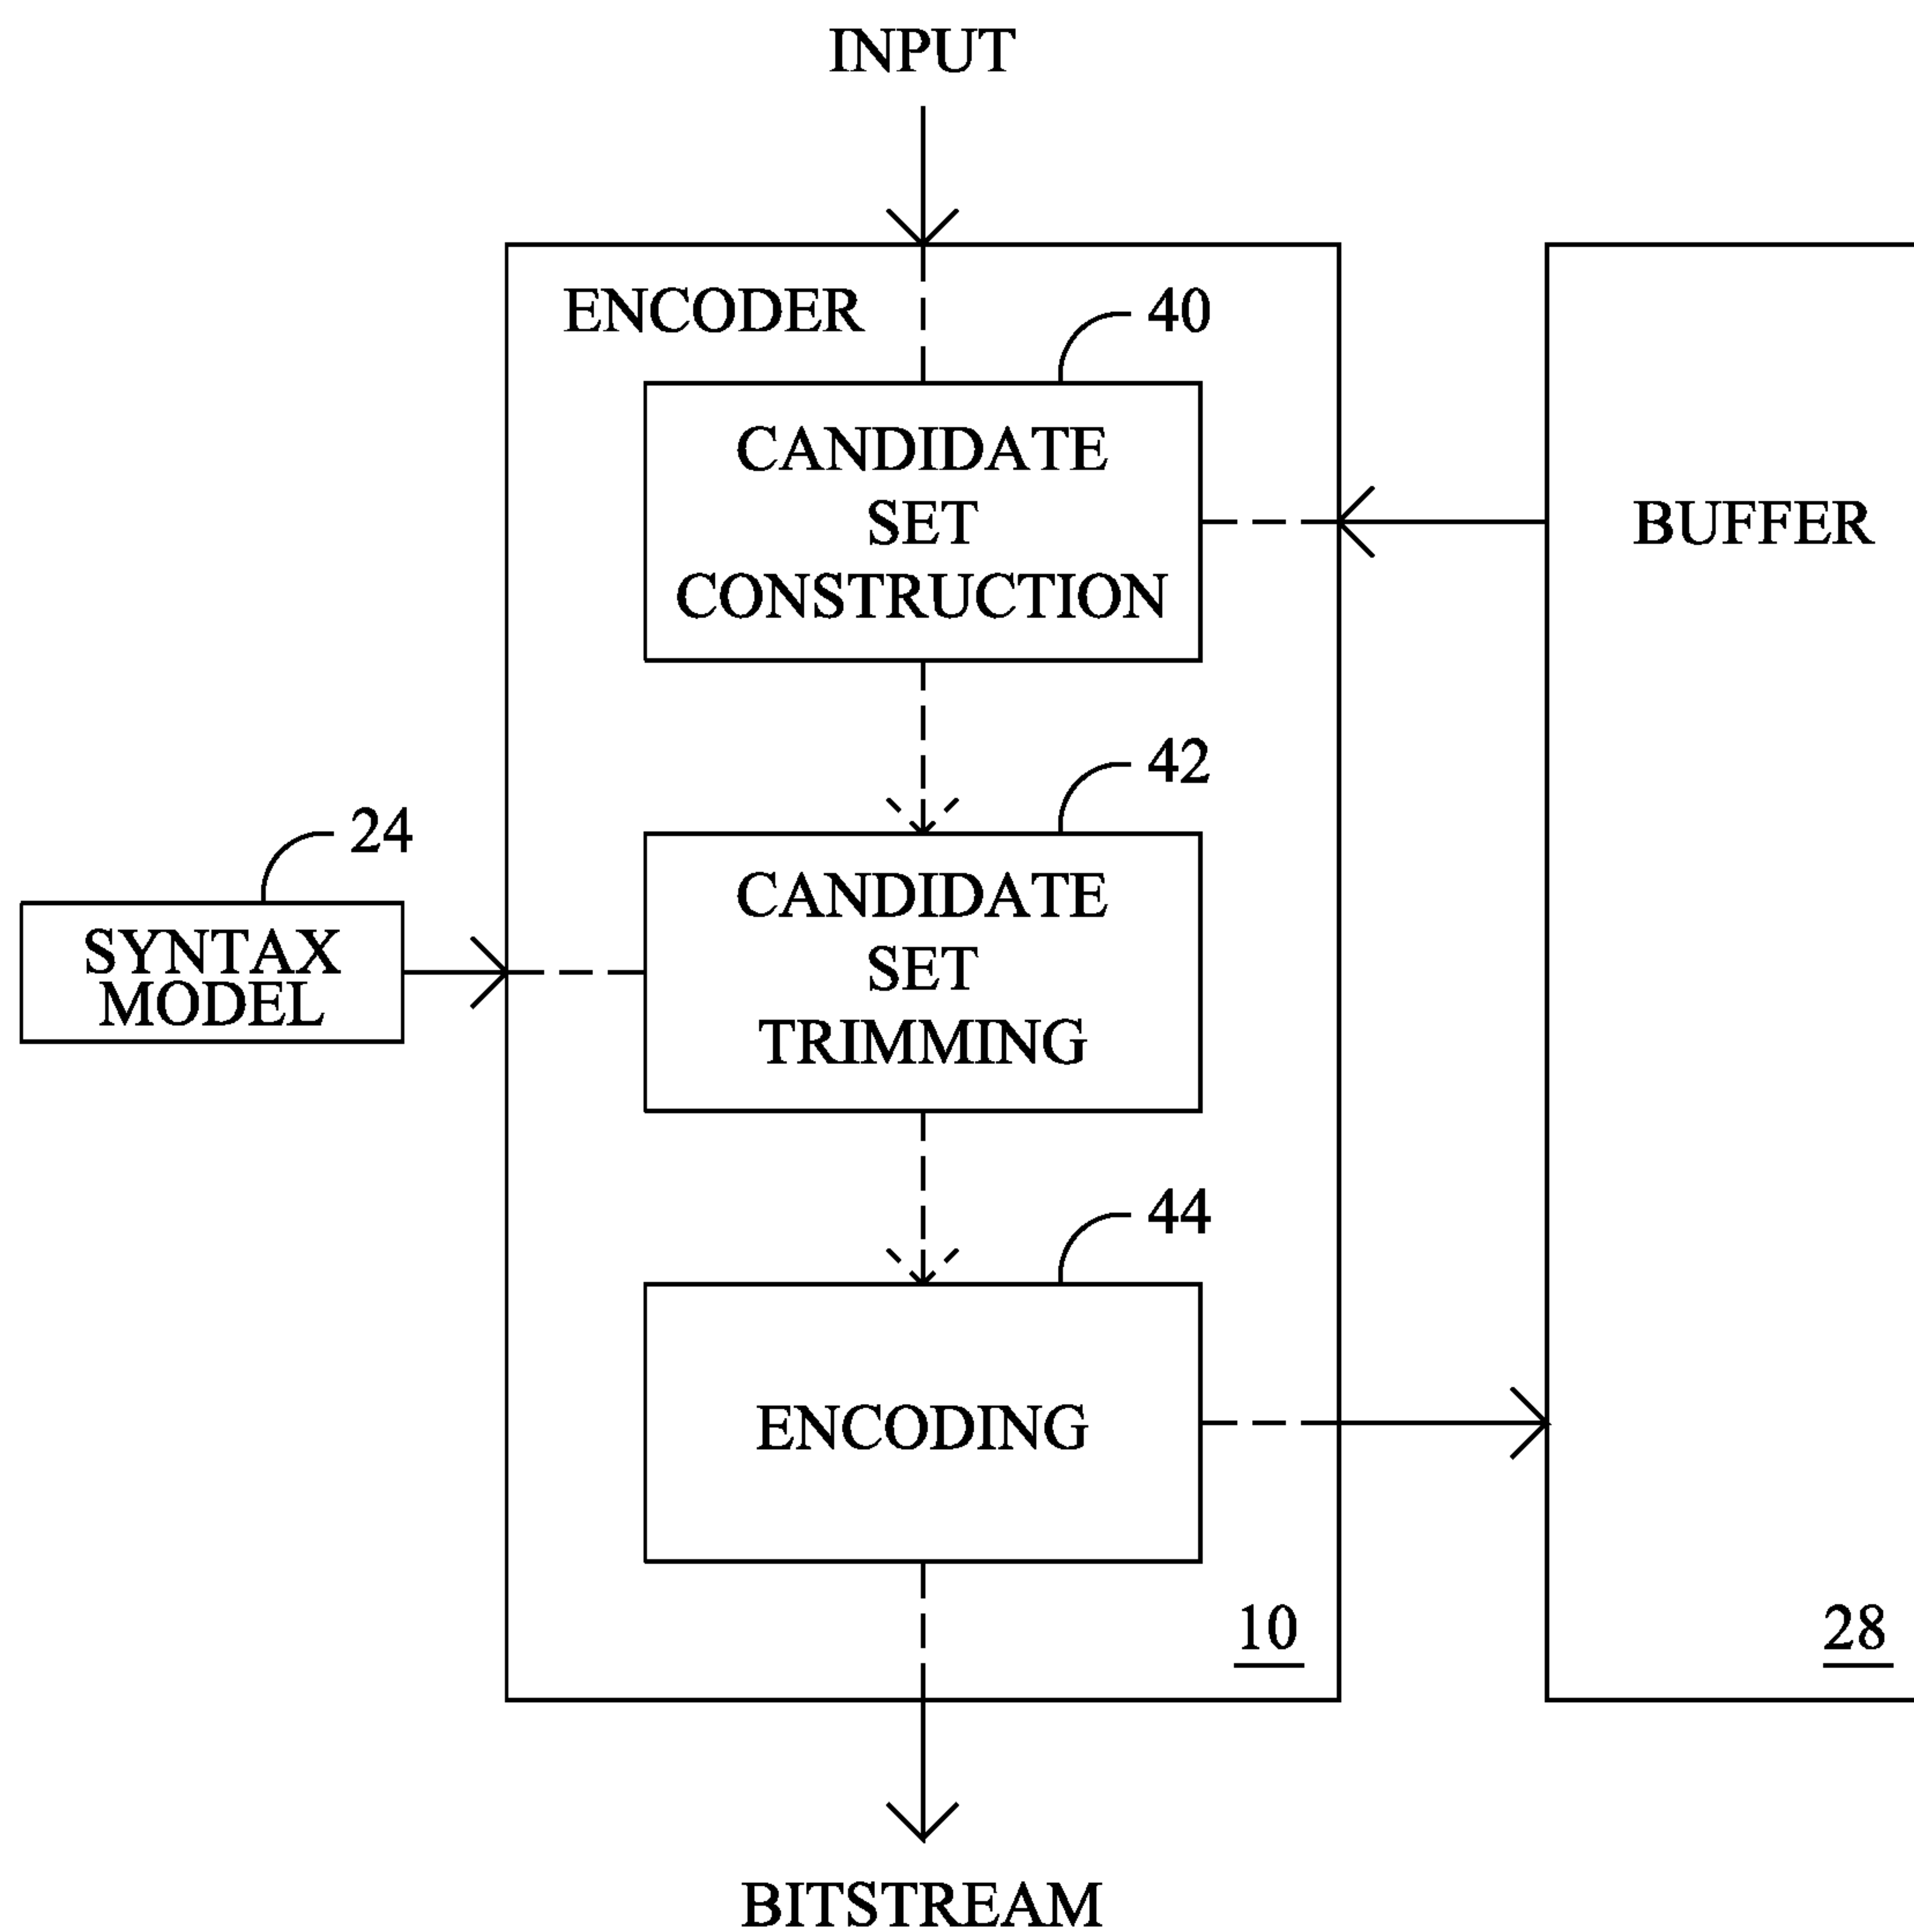 INPUT
ENCODER
40
CANDIDATE
SET
CONSTRUCTION
BUFFER
42
24
SYNTAX
MODEL
CANDIDATE
SET
TRIMMING
44
ENCODING
10
28
BITSTREAM